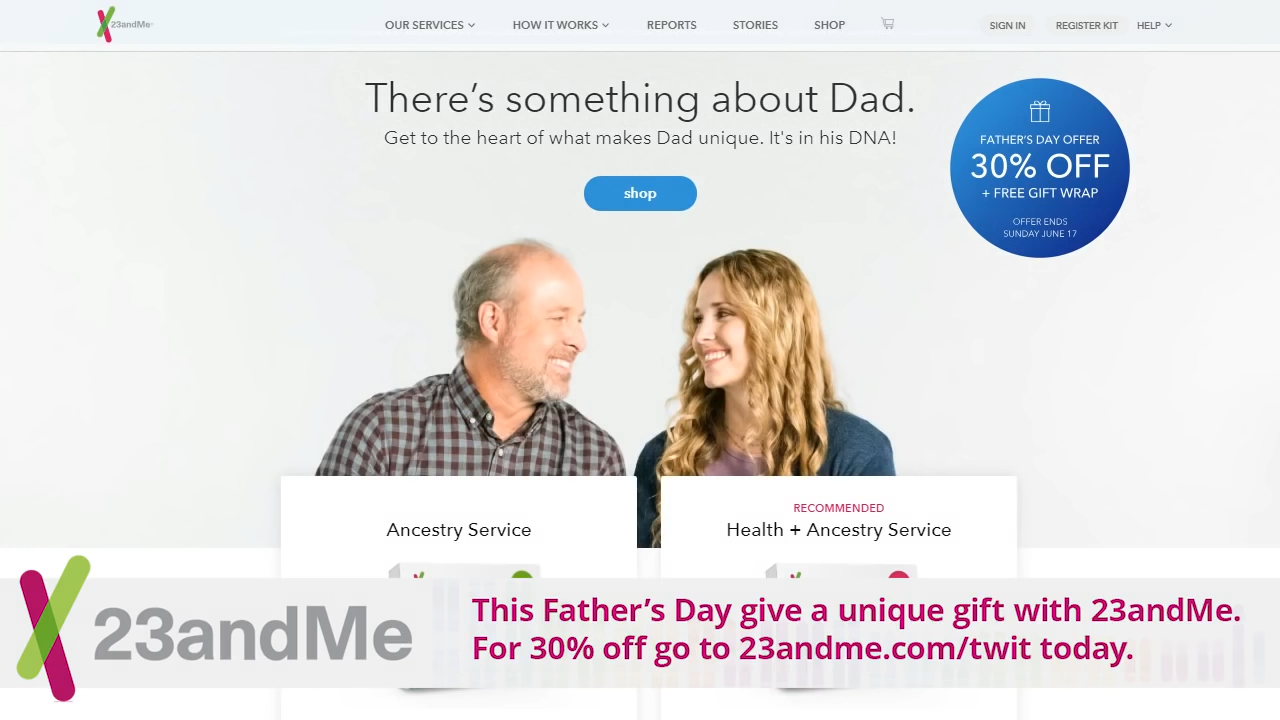 23andMe
OUR SERVICES
HOW IT WORKS
REPORTS
STORIES
SHOP
SIGN IN
REGISTER KIT
HELP
There's something about Dad.
Get to the heart of what makes Dad unique. It's in his DNA!
shop
FATHER'S DAY OFFER
30% OFF
+ FREE GIFT WRAP
OFFER ENDS
SUNDAY JUNE 17
Ancestry Service
RECOMMENDED
Health + Ancestry Service
23andMe
This Father's Day give a unique gift with 23andMe.
For 30% off go to 23andme.com/twit today.